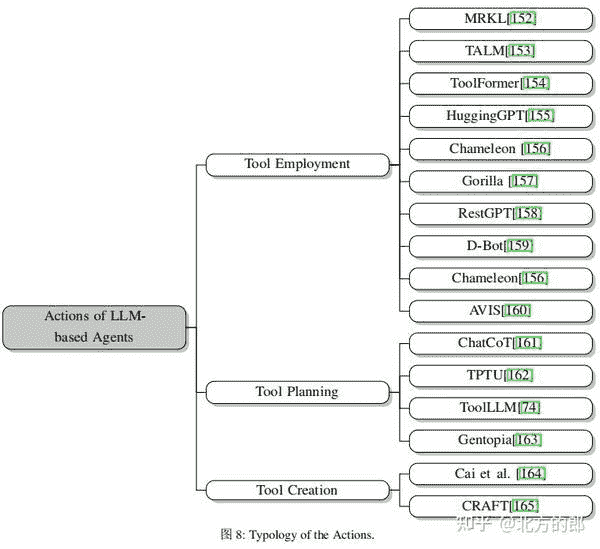 MRKL[152]
TALM[153]
ToolFormer[154]
HuggingGPT[155]
Chameleon [156]
Tool Employment
Gorilla [157]
RestGPT[158]
D-Bot[159]
Chameleon[156]
AVIS[160]
Actions of LLM-
based Agents
ChatCoT[161]
TPTU[162]
Tool Planning
ToolLLM[74]
Gentopia[163]
Cai et al. [164]
Tool Creation
CRAFT[165]
知乎 @北方的郎
图 8: Typology of the Actions.